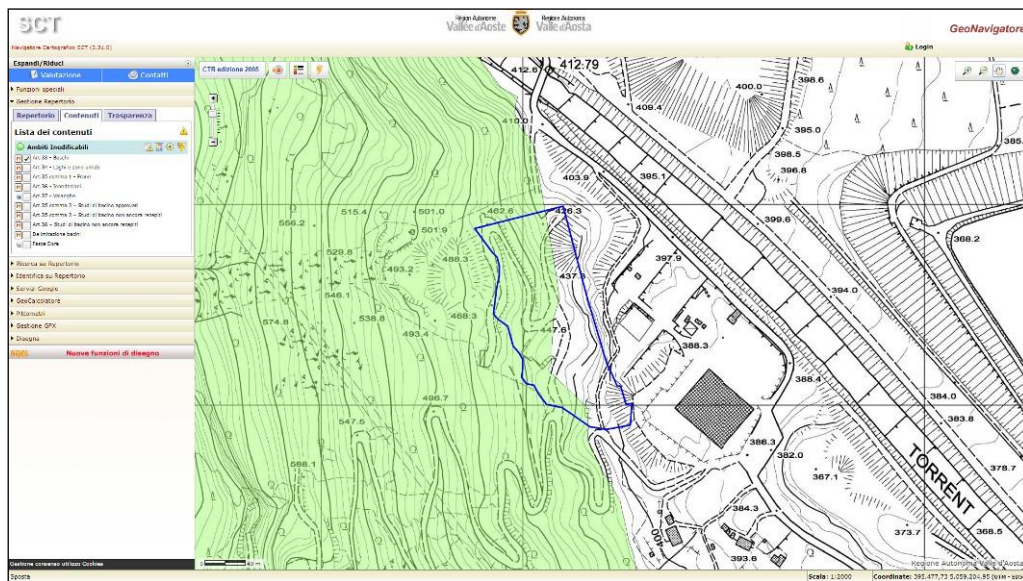 SCT
Région Autonome
Vallée d'Aoste
Regione Autonoma
Valle d'Aosta
GeoNavigatore
Navigatore Cartografico SCT (3.31.0)
Login
Espandi/Riduci
Valutazione
Contatti
Funzioni speciali
Gestione Repertorio
Repertorio
Contenuti
Trasparenza
Lista dei contenuti
Ambiti Inedificabili
Art.33 - Boschi
Art.34 - Laghi e zone umide
Art.35 comma 1 - Frane
Art.36 - Inondazioni
Art.37 - Valanghe
Art.35 comma 2 - Studi di bacino approvati
Art.35 comma 2 - Studi di bacino non ancora recepiti
Art.36 - Studi di bacino non ancora recepiti
Delimitazione bacini
Fasce Dora
Ricerca su Repertorio
Identifica su Repertorio
Servizi Google
GeoCalcolatore
Pittometri
Gestione GPX
Disegna
Nuove funzioni di disegno
CTR edizione 2005
412.6
412.79
409.4
400.0
398.6
410.0
395.0
398.5
396.8
385.
403.9
395.1
399.6
368.2
556.2
515.4
501.0
462.6
426.3
501.9
529.8
493.2
488.3
437.3
397.9
394.0
546.1
574.8
538.8
468.3
493.4
447.6
388.3
388.4
384.0
383.8
496.7
547.5
386.3
382.0
588.1
367.1
TORRENT
378.7
384.3
373.7
368.5
400
393.6
Regione Autonoma Valle d'Aosta
Gestione consenso utilizzo Cookies
Sposta
Scala: 1:2000
Coordinate: 395.477,73 5.059.204,95